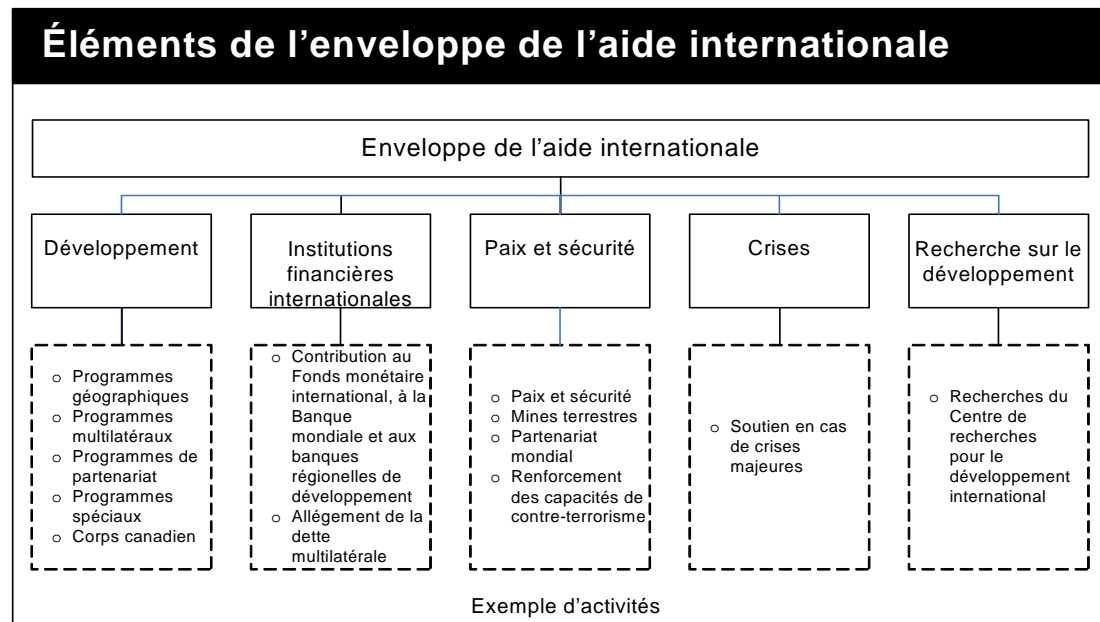 Éléments de l'enveloppe de l'aide internationale
Enveloppe de l'aide internationale
Développement
Institutions
financières
internationales
Paix et sécurité
Crises
Recherche sur le
développement
o Programmes
géographiques
o Programmes
multilatéraux
o Programmes de
partenariat
o Programmes
spéciaux
o Corps canadien
o Contribution au
Fonds monétaire
international, à la
Banque
mondiale et aux
banques
régionelles de
développement
o Allégement de la
dette
multilatérale
o Paix et sécurité
o Mines terrestres
o Partenariat
mondial
o Renforcement
des capacités de
contre-terrorisme
o Soutien en cas
de crises
majeures
o Recherches du
Centre de
recherches
pour le
développement
international
Exemple d'activités